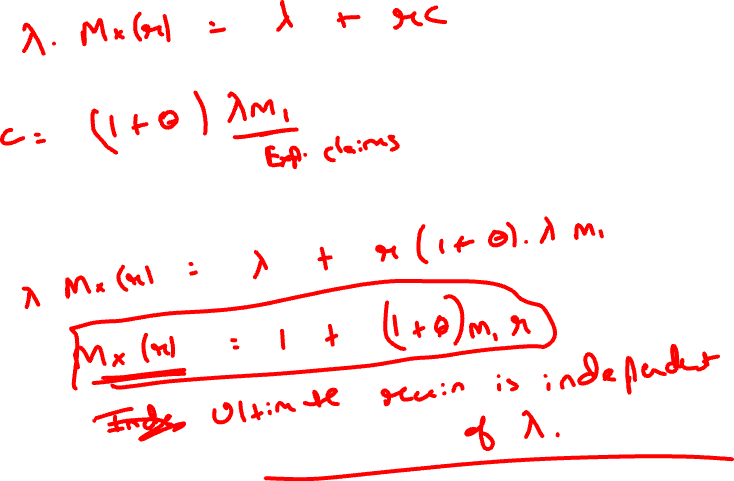 λ. Mx(r) = λ + rc
c = (1+θ) λm₁
Exp. claims
λ Mx(r) = λ + r(1+θ).λ m₁
Mx(r) = 1 + (1+θ)m₁ r
Ultimate ruin is independent
of λ.